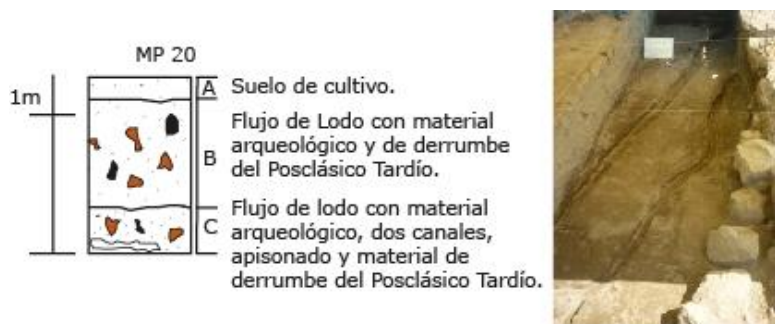 MP 20
1m
A
Suelo de cultivo.
B
Flujo de Lodo con material
arqueológico y de derrumbe
del Posclásico Tardío.
C
Flujo de lodo con material
arqueológico, dos canales,
apisonado y material de
derrumbe del Posclásico Tardío.